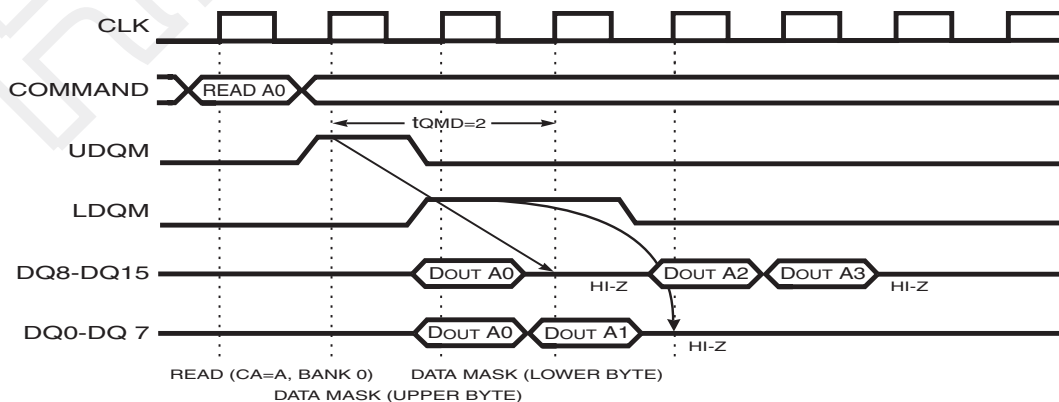 CLK
COMMAND READ A0
tQMD=2
UDQM
LDQM
DQ8-DQ15 DOUT A0 HI-Z DOUT A2 DOUT A3 HI-Z
DQ0-DQ 7 DOUT A0 DOUT A1 HI-Z
READ (CA=A, BANK 0) DATA MASK (LOWER BYTE)
DATA MASK (UPPER BYTE)